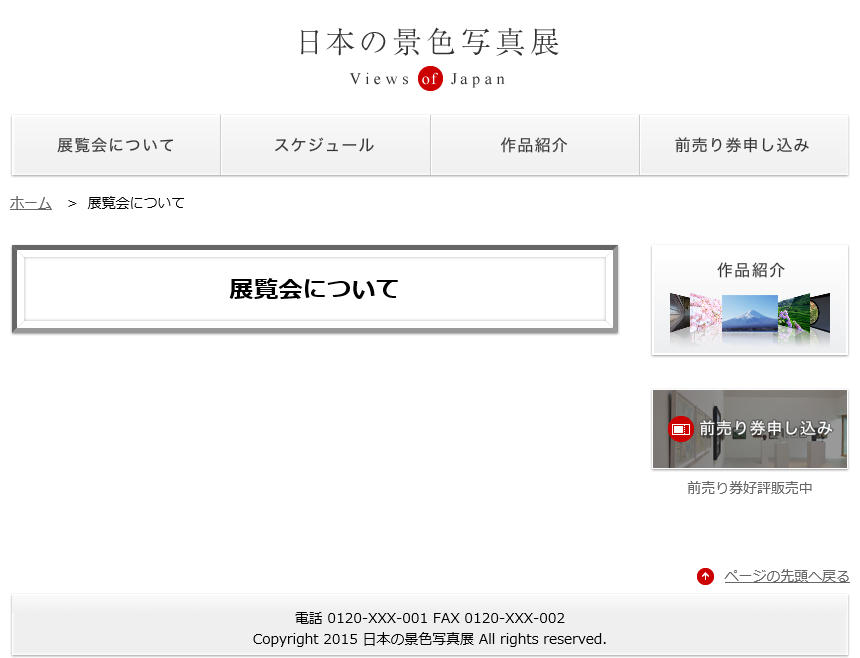 日本の景色写真展
Views of Japan
展覧会について
スケジュール
作品紹介
前売り券申し込み
ホーム > 展覧会について
展覧会について
作品紹介
前売り券申し込み
前売り券好評販売中
ページの先頭へ戻る
電話 0120-XXX-001 FAX 0120-XXX-002
Copyright 2015 日本の景色写真展 All rights reserved.